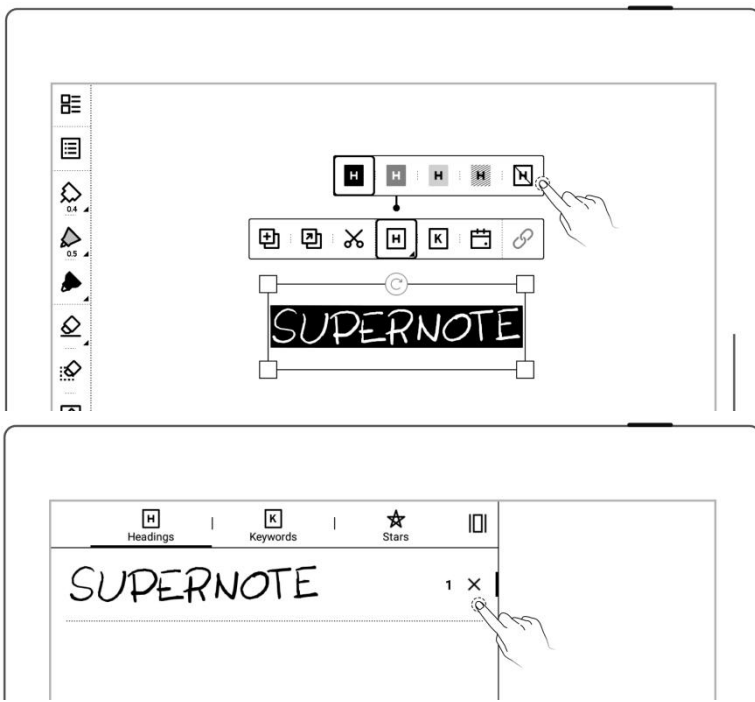 H H H H H
H K
0.4
0.5
SUPERNOTE
H K
Headings | Keywords | Stars
SUPERNOTE 1